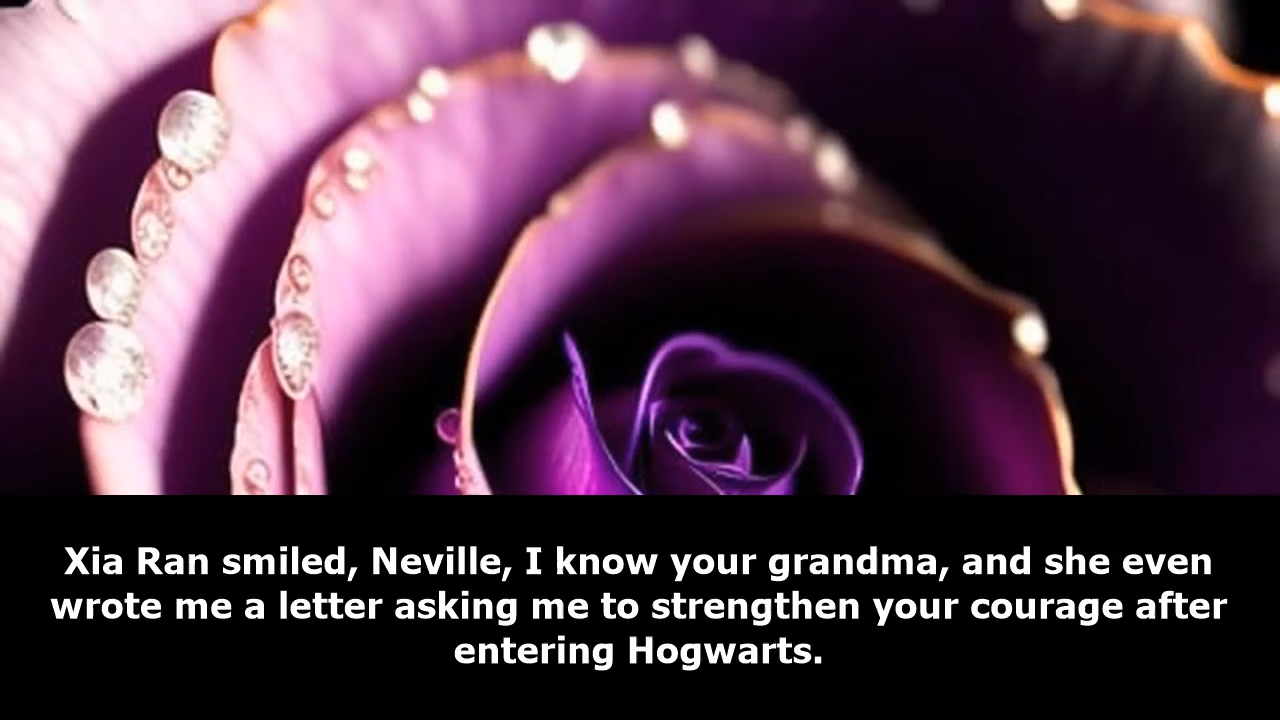 Xia Ran smiled, Neville, I know your grandma, and she even
wrote me a letter asking me to strengthen your courage after
entering Hogwarts.